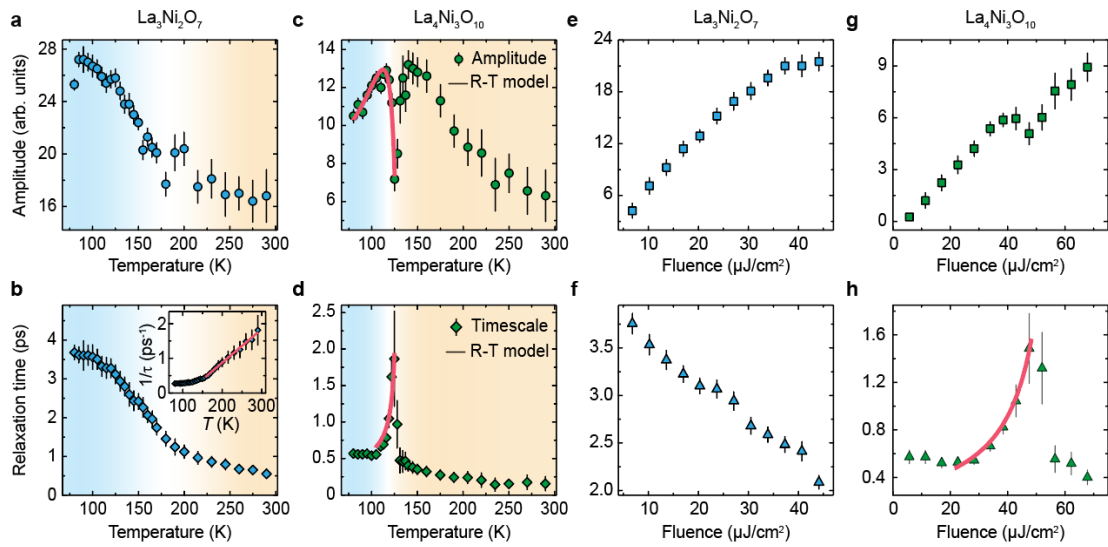 La₃Ni₂O₇
La₄Ni₃O₁₀
La₃Ni₂O₇
La₄Ni₃O₁₀
a
Amplitude (arb. units)
28
24
20
16
100 150 200 250 300
Temperature (K)
c
14
12
10
8
6
Amplitude
R-T model
100 150 200 250 300
Temperature (K)
e
24
18
12
6
10 20 30 40
Fluence (μJ/cm²)
g
9
6
3
0
0 20 40 60
Fluence (μJ/cm²)
b
Relaxation time (ps)
5
4
3
2
1
0
1/τ (ps⁻¹)
2
1
0
100 200 300
T (K)
100 150 200 250 300
Temperature (K)
d
2.5
2.0
1.5
1.0
0.5
0
Timescale
R-T model
100 150 200 250 300
Temperature (K)
f
3.5
3.0
2.5
2.0
10 20 30 40
Fluence (μJ/cm²)
h
1.6
1.2
0.8
0.4
0 20 40 60
Fluence (μJ/cm²)